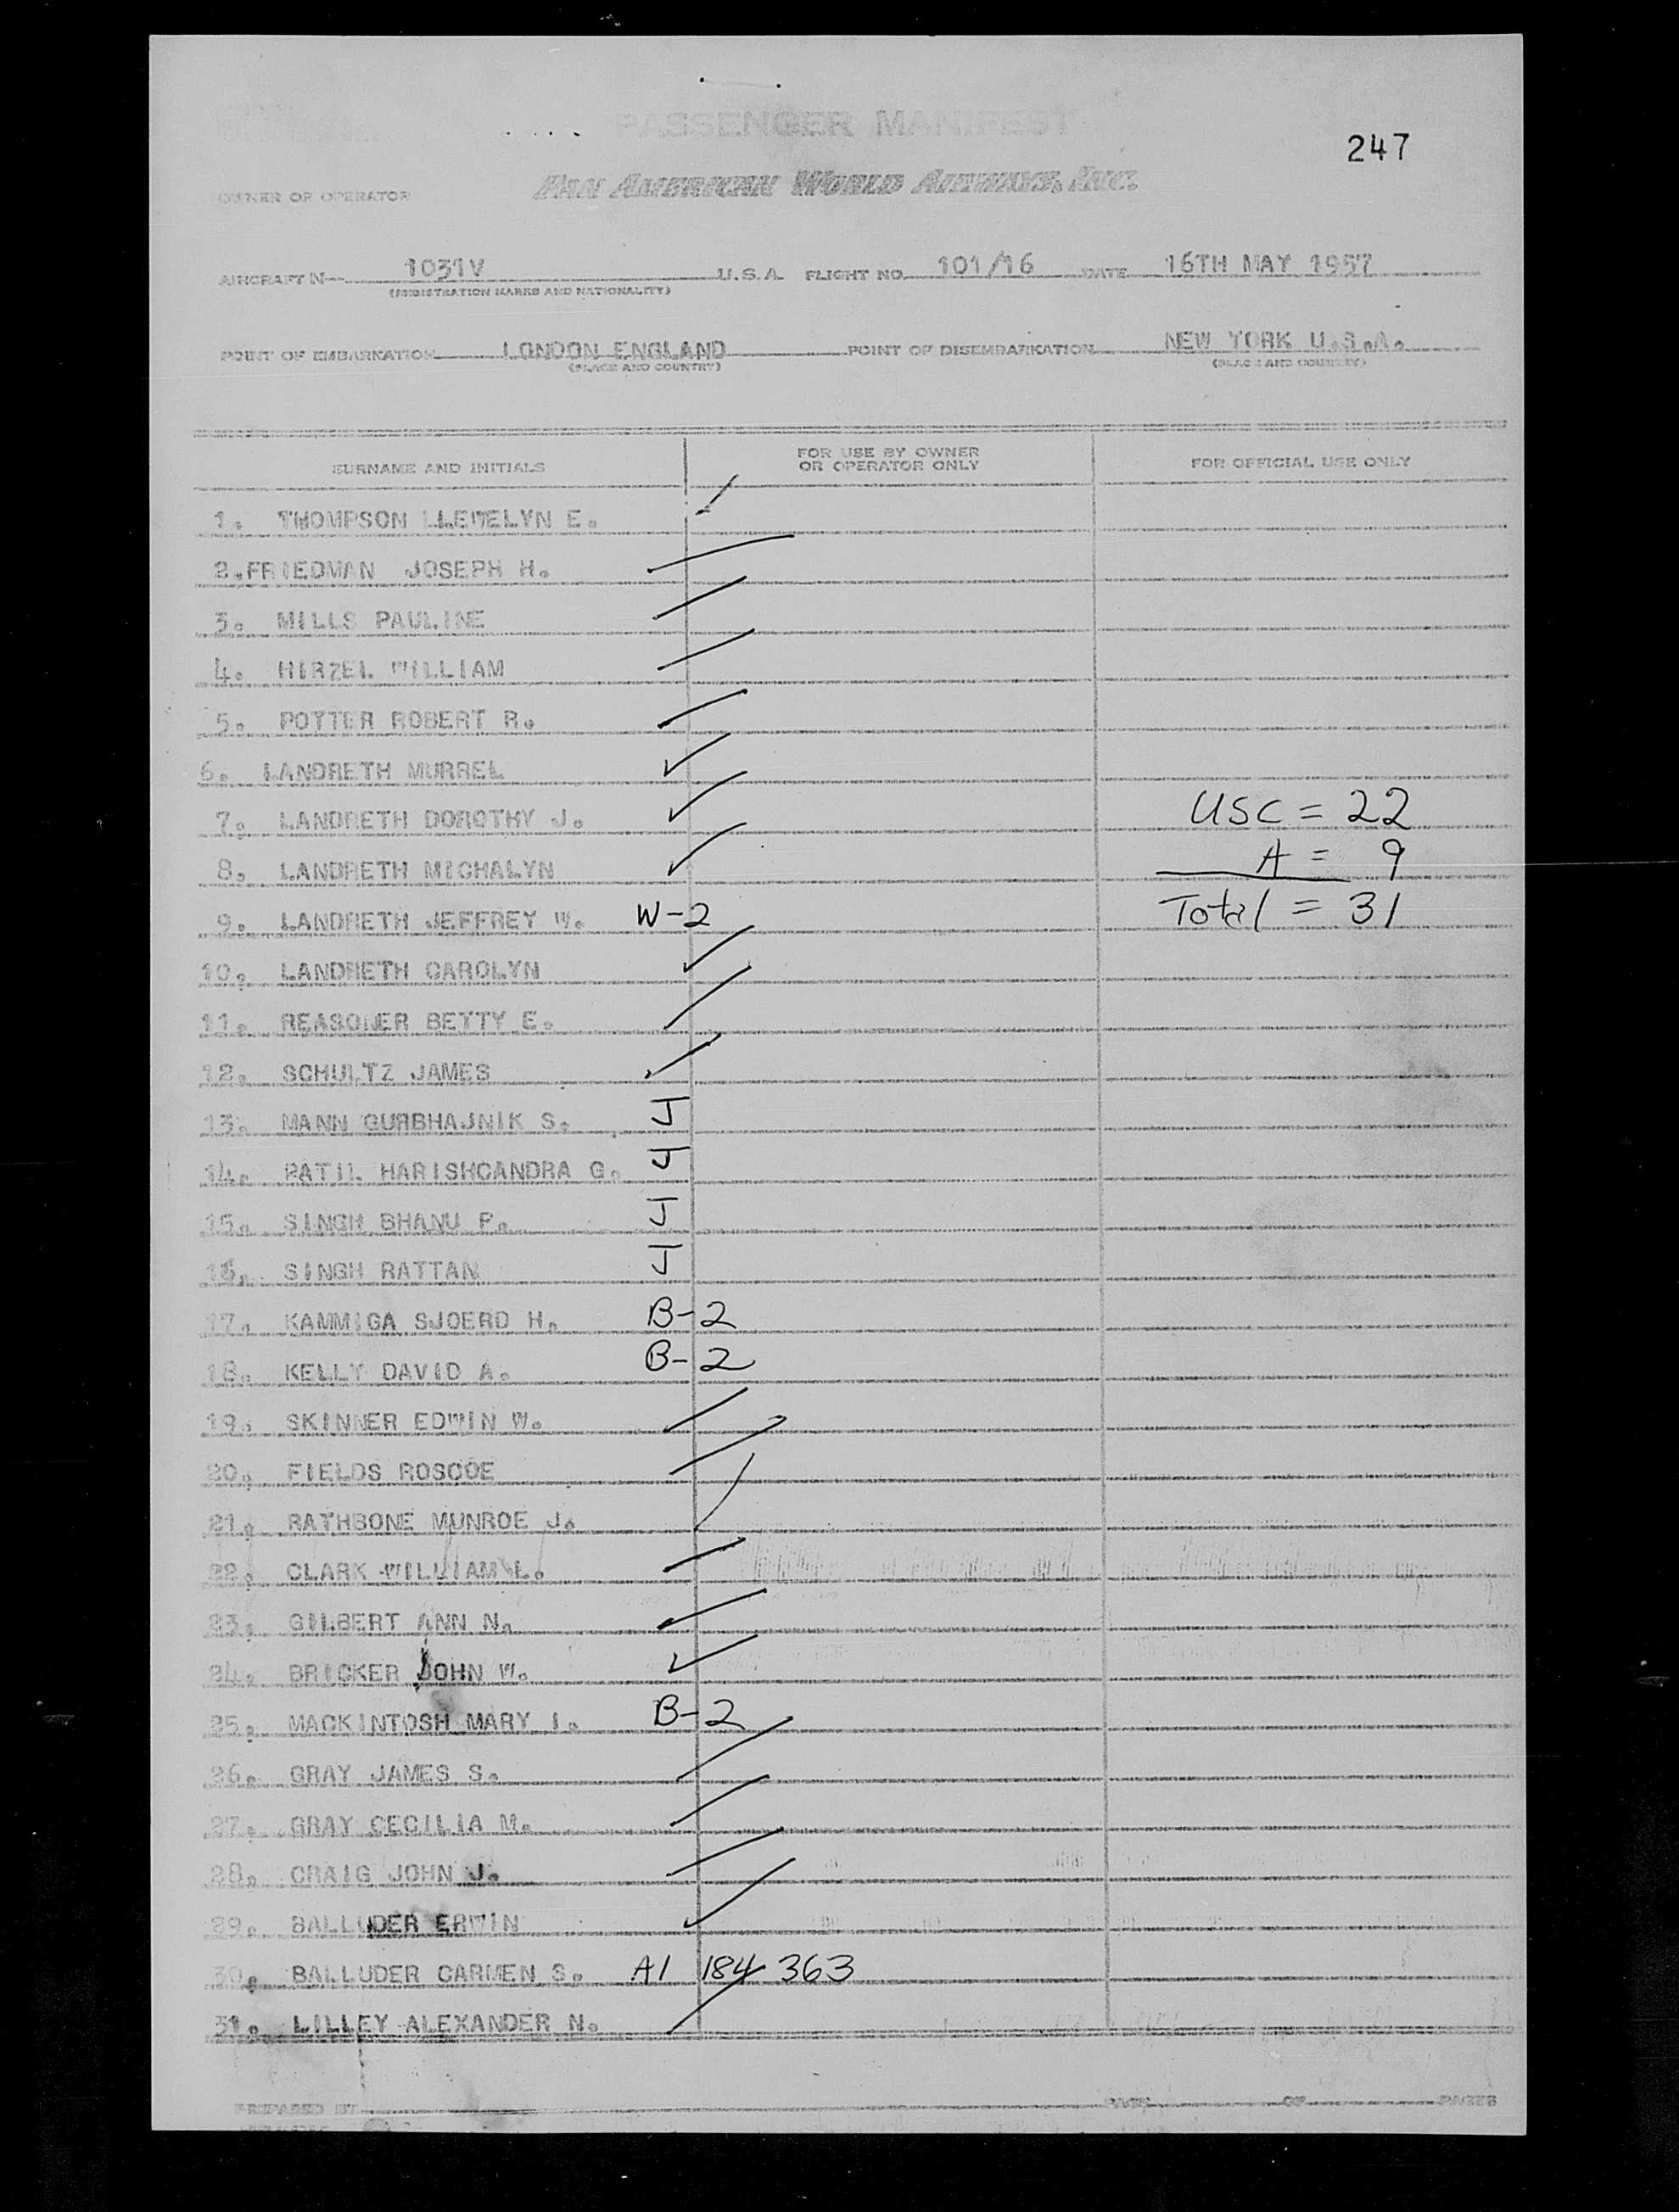 PASSENGER MANIFEST
247
OWNER OR OPERATOR PAN AMERICAN WORLD AIRWAYS, INC.
AIRCRAFT N 1031V U.S.A. FLIGHT NO. 101/16 DATE 16TH MAY 1957
(REGISTRATION MARKS AND NATIONALITY)
POINT OF EMBARKATION LONDON ENGLAND POINT OF DISEMBARKATION NEW YORK U.S.A.
(PLACE AND COUNTRY) (PLACE AND COUNTRY)
SURNAME AND INITIALS FOR USE BY OWNER OR OPERATOR ONLY FOR OFFICIAL USE ONLY
1. THOMPSON LLEWELYN E.
2. FRIEDMAN JOSEPH H.
3. MILLS PAULINE
4. HIRZEL WILLIAM
5. POTTER ROBERT R.
6. LANDRETH MURREL
7. LANDRETH DOROTHY J. USC = 22
8. LANDRETH MICHALYN A = 9
9. LANDRETH JEFFREY W. W-2 Total = 31
10. LANDRETH CAROLYN
11. REASONER BETTY E.
12. SCHULTZ JAMES
13. MANN GURBHAJNIK S. J
14. PATIL HARISHCANDRA G. J
15. SINGH BHANU P. J
16. SINGH RATTAN J
17. KAMMIGA SJOERD H. B-2
18. KELLY DAVID A. B-2
19. SKINNER EDWIN W.
20. FIELDS ROSCOE
21. RATHBONE MUNROE J.
22. CLARK WILLIAM L.
23. GILBERT ANN N.
24. BRICKER JOHN W.
25. MACKINTOSH MARY I. B-2
26. GRAY JAMES S.
27. GRAY CECILIA M.
28. CRAIG JOHN J.
29. BALLUDER ERWIN
30. BALLUDER CARMEN S. A1 184 363
31. LILLEY ALEXANDER N.
PREPARED BY PAGE OF PAGES